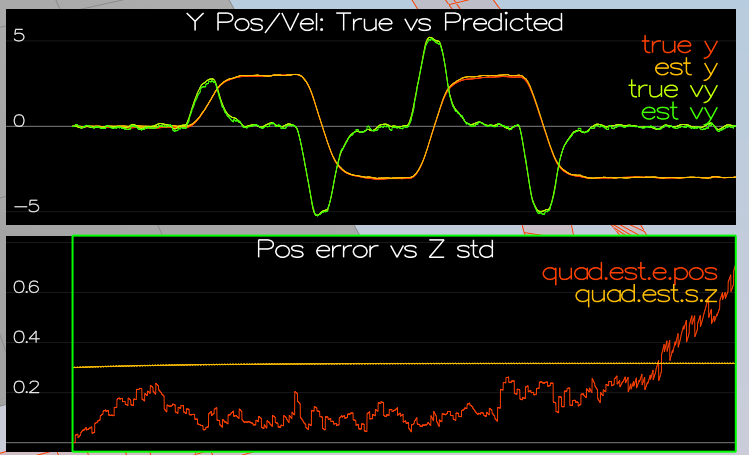 Y Pos/Vel: True vs Predicted
5
true y
est y
true vy
0
est vy
−5
Pos error vs Z std
quad.est.e.pos
0.6
quad.est.s.z
0.4
0.2